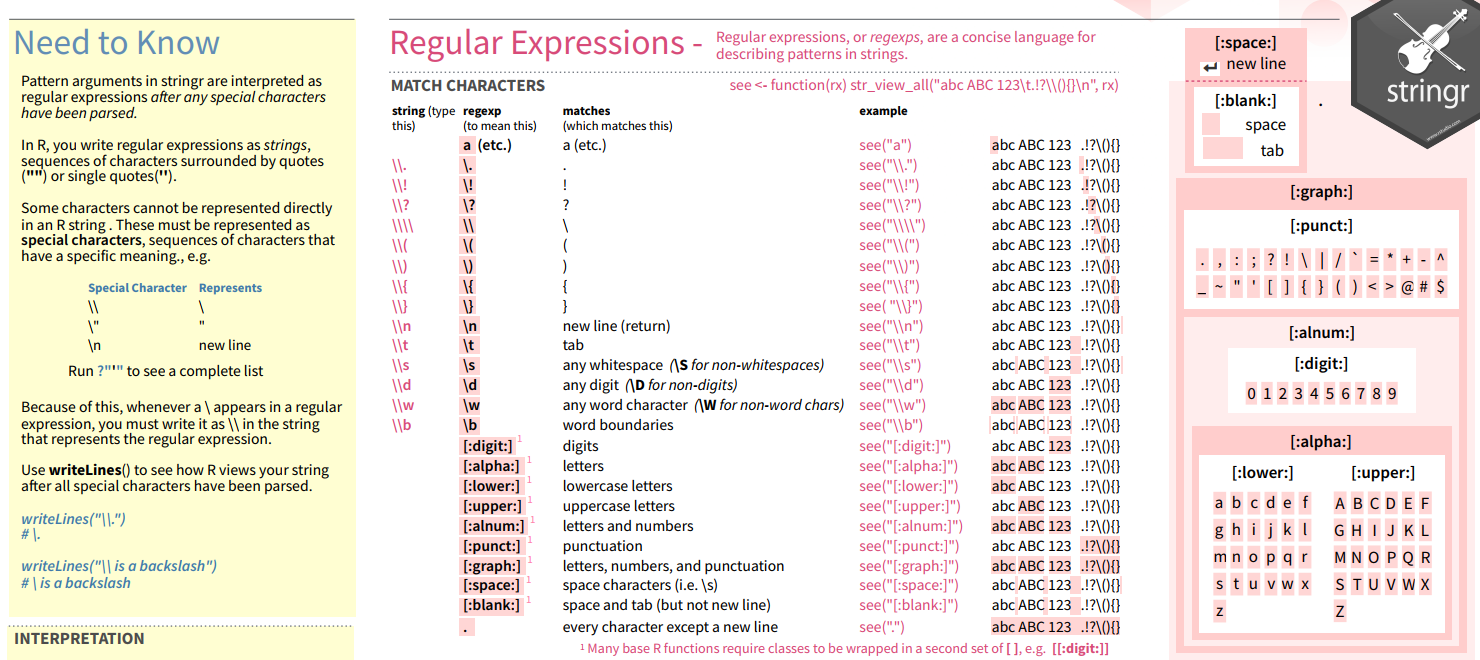 Need to Know
Pattern arguments in stringr are interpreted as
regular expressions after any special characters
have been parsed.
In R, you write regular expressions as strings,
sequences of characters surrounded by quotes
("") or single quotes('').
Some characters cannot be represented directly
in an R string . These must be represented as
special characters, sequences of characters that
have a specific meaning., e.g.
Special Character Represents
\\ \
\" "
\n new line
Run ?"'" to see a complete list
Because of this, whenever a \ appears in a regular
expression, you must write it as \\ in the string
that represents the regular expression.
Use writeLines() to see how R views your string
after all special characters have been parsed.
writeLines("\\.")
# \.
writeLines("\\ is a backslash")
# \ is a backslash
INTERPRETATION
Regular Expressions -
Regular expressions, or regexps, are a concise language for
describing patterns in strings.
MATCH CHARACTERS
see <- function(rx) str_view_all("abc ABC 123\t.!?\\(){}\n", rx)
string (type regexp matches example
this) (to mean this) (which matches this)
a (etc.) a (etc.) see("a") abc ABC 123 .!?\(){}
\\. \. . see("\\.") abc ABC 123 .!?\(){}
\\! \! ! see("\\!") abc ABC 123 .!?\(){}
\\? \? ? see("\\?") abc ABC 123 .!?\(){}
\\\\ \\ \ see("\\\\") abc ABC 123 .!?\(){}
\\( \( ( see("\\(") abc ABC 123 .!?\(){}
\\) \) ) see("\\)") abc ABC 123 .!?\(){}
\\{ \{ { see("\\{") abc ABC 123 .!?\(){}
\\} \} } see( "\\}") abc ABC 123 .!?\(){}
\\n \n new line (return) see("\\n") abc ABC 123 .!?\(){}
\\t \t tab see("\\t") abc ABC 123 .!?\(){}
\\s \s any whitespace (\S for non-whitespaces) see("\\s") abc ABC 123 .!?\(){}
\\d \d any digit (\D for non-digits) see("\\d") abc ABC 123 .!?\(){}
\\w \w any word character (\W for non-word chars) see("\\w") abc ABC 123 .!?\(){}
\\b \b word boundaries see("\\b") abc ABC 123 .!?\(){}
[:digit:] 1 digits see("[:digit:]") abc ABC 123 .!?\(){}
[:alpha:] 1 letters see("[:alpha:]") abc ABC 123 .!?\(){}
[:lower:] 1 lowercase letters see("[:lower:]") abc ABC 123 .!?\(){}
[:upper:] 1 uppercase letters see("[:upper:]") abc ABC 123 .!?\(){}
[:alnum:] 1 letters and numbers see("[:alnum:]") abc ABC 123 .!?\(){}
[:punct:] 1 punctuation see("[:punct:]") abc ABC 123 .!?\(){}
[:graph:] 1 letters, numbers, and punctuation see("[:graph:]") abc ABC 123 .!?\(){}
[:space:] 1 space characters (i.e. \s) see("[:space:]") abc ABC 123 .!?\(){}
[:blank:] 1 space and tab (but not new line) see("[:blank:]") abc ABC 123 .!?\(){}
. every character except a new line see(".") abc ABC 123 .!?\(){}
1 Many base R functions require classes to be wrapped in a second set of [ ], e.g. [[:digit:]]
[:space:]
new line
[:blank:]
space
tab
.
stringr
[:graph:]
[:punct:]
. , : ; ? ! \ | / ` = * + - ^
_ ~ " ' [ ] { } ( ) < > @ # $
[:alnum:]
[:digit:]
0 1 2 3 4 5 6 7 8 9
[:alpha:]
[:lower:] [:upper:]
a b c d e f A B C D E F
g h i j k l G H I J K L
m n o p q r M N O P Q R
s t u v w x S T U V W X
z Z